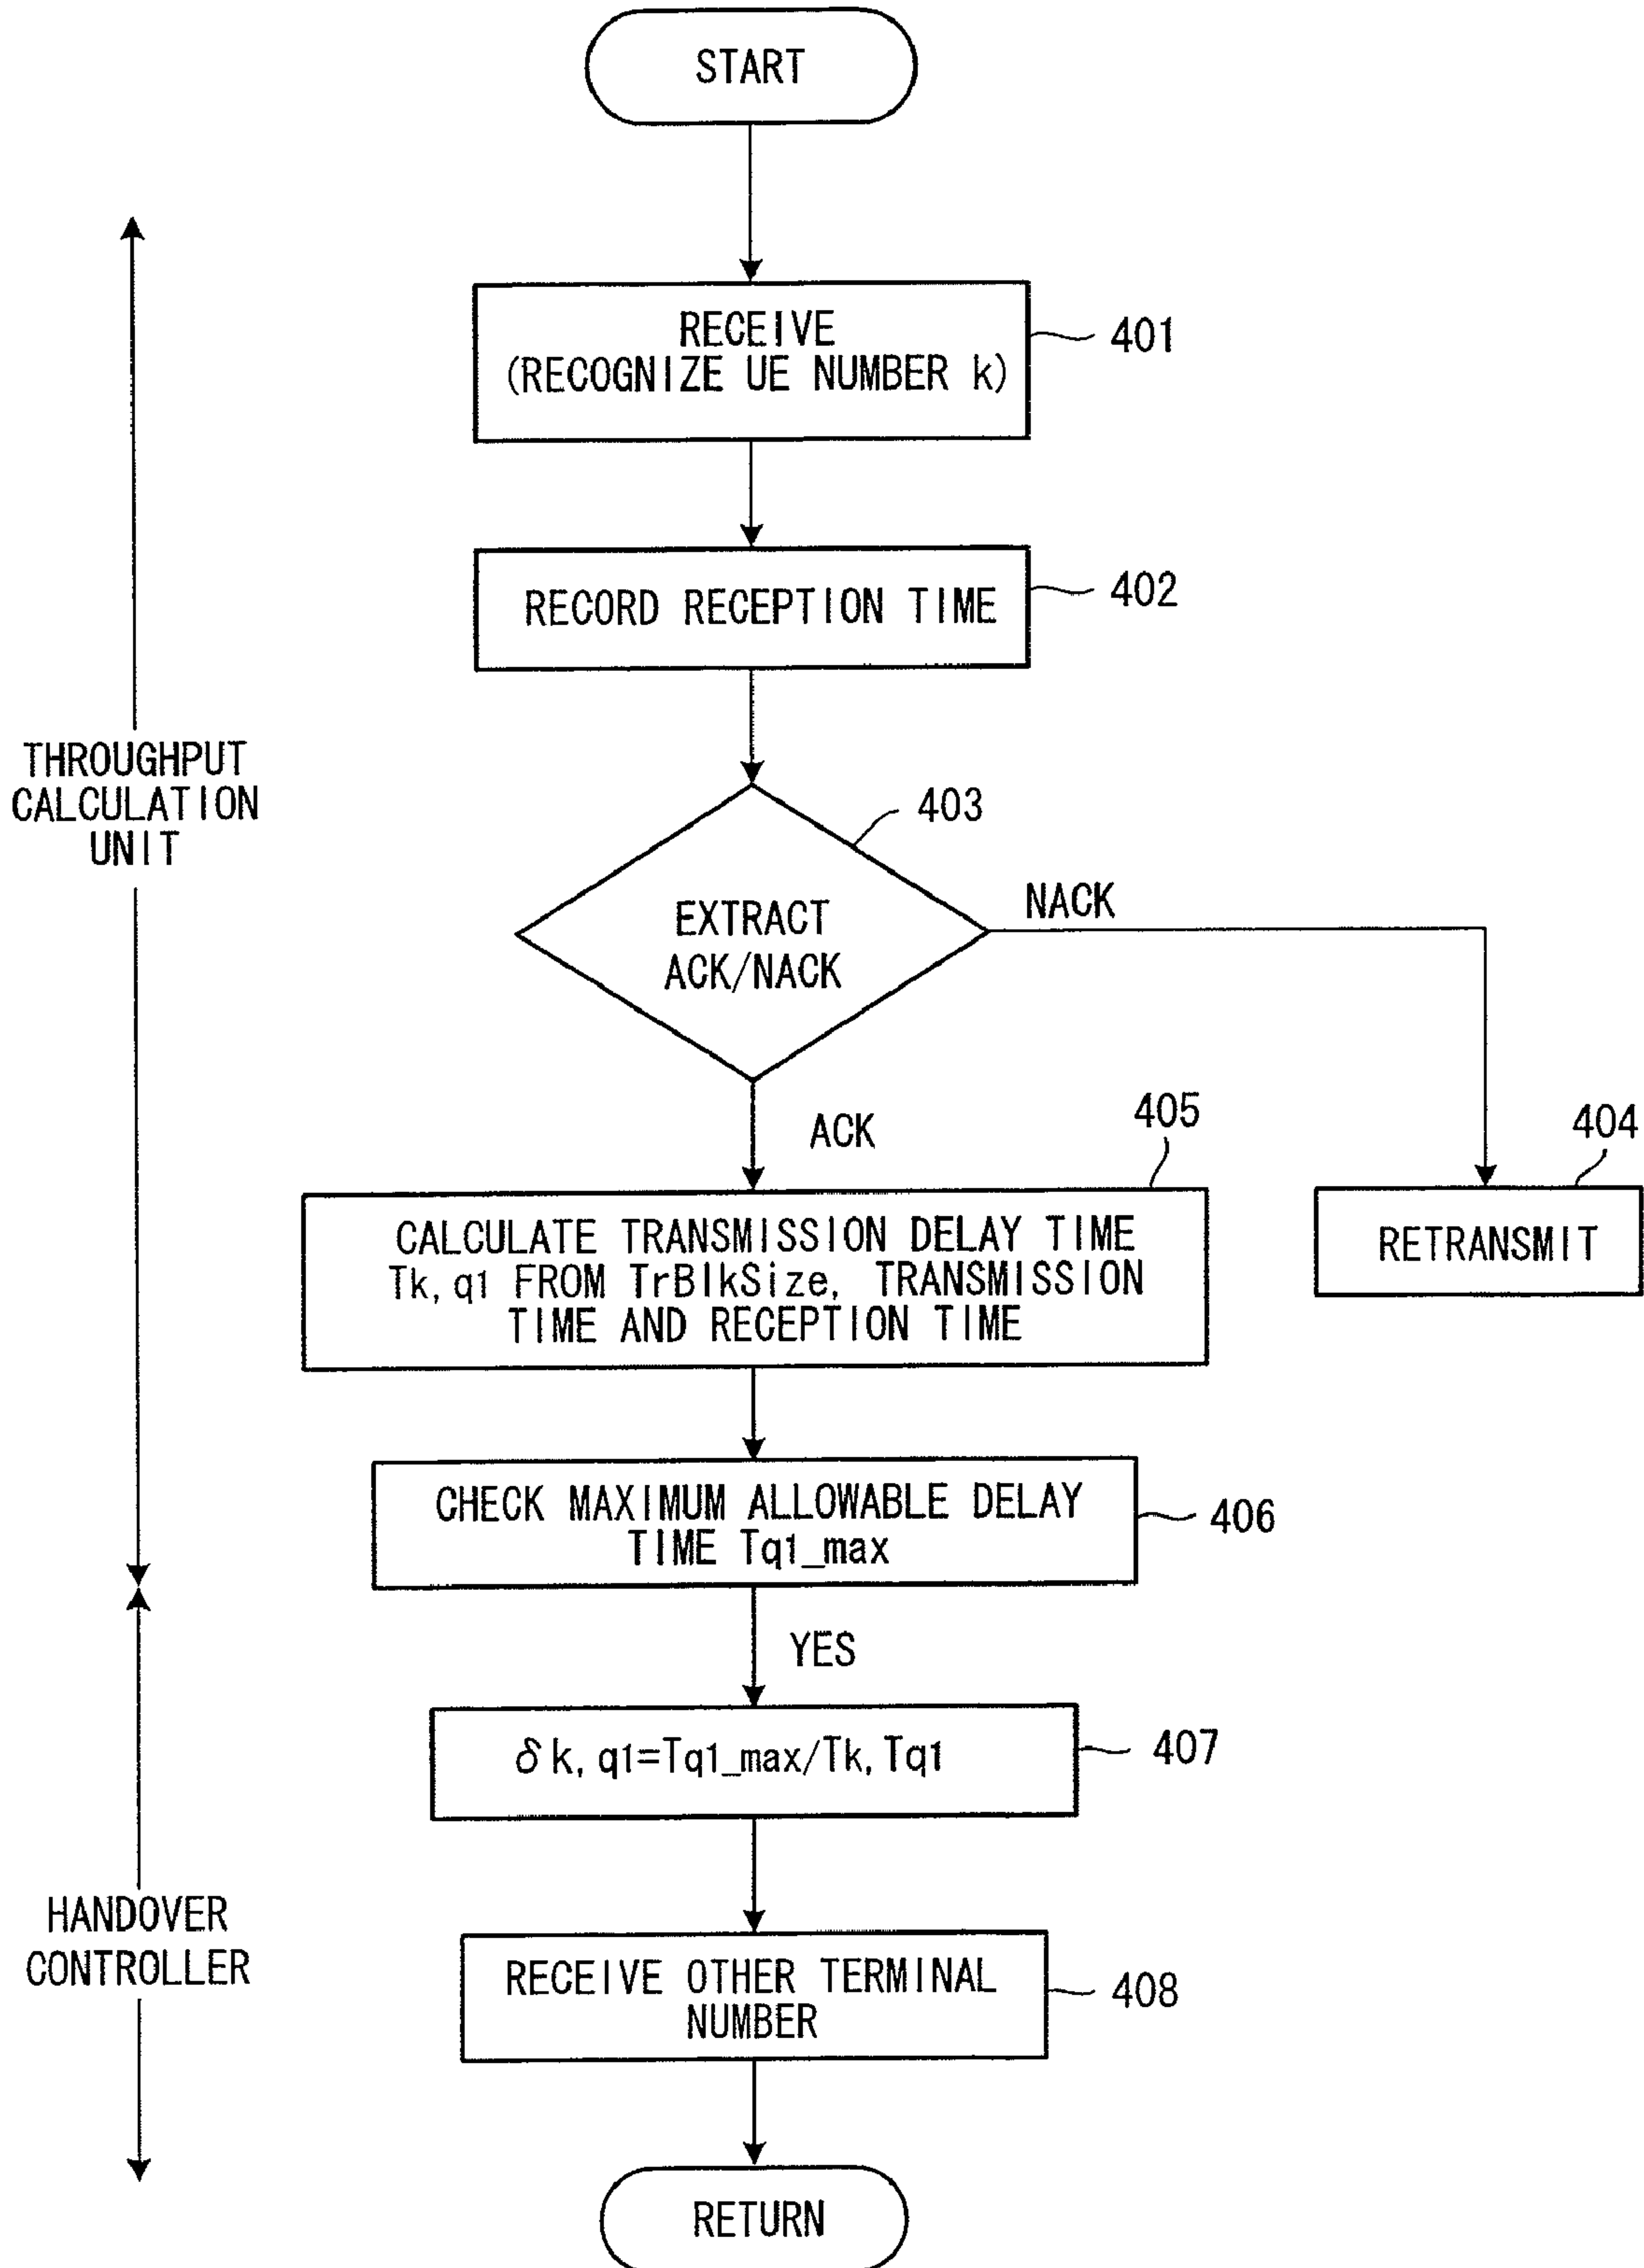 START
RECEIVE
(RECOGNIZE UE NUMBER k)
401
RECORD RECEPTION TIME
402
THROUGHPUT
CALCULATION
UNIT
403
EXTRACT
ACK/NACK
NACK
ACK
405
404
CALCULATE TRANSMISSION DELAY TIME
Tk, q1 FROM TrBlkSize, TRANSMISSION
TIME AND RECEPTION TIME
RETRANSMIT
CHECK MAXIMUM ALLOWABLE DELAY
TIME Tq1_max
406
YES
δk, q1=Tq1_max/Tk, Tq1
407
HANDOVER
CONTROLLER
RECEIVE OTHER TERMINAL
NUMBER
408
RETURN